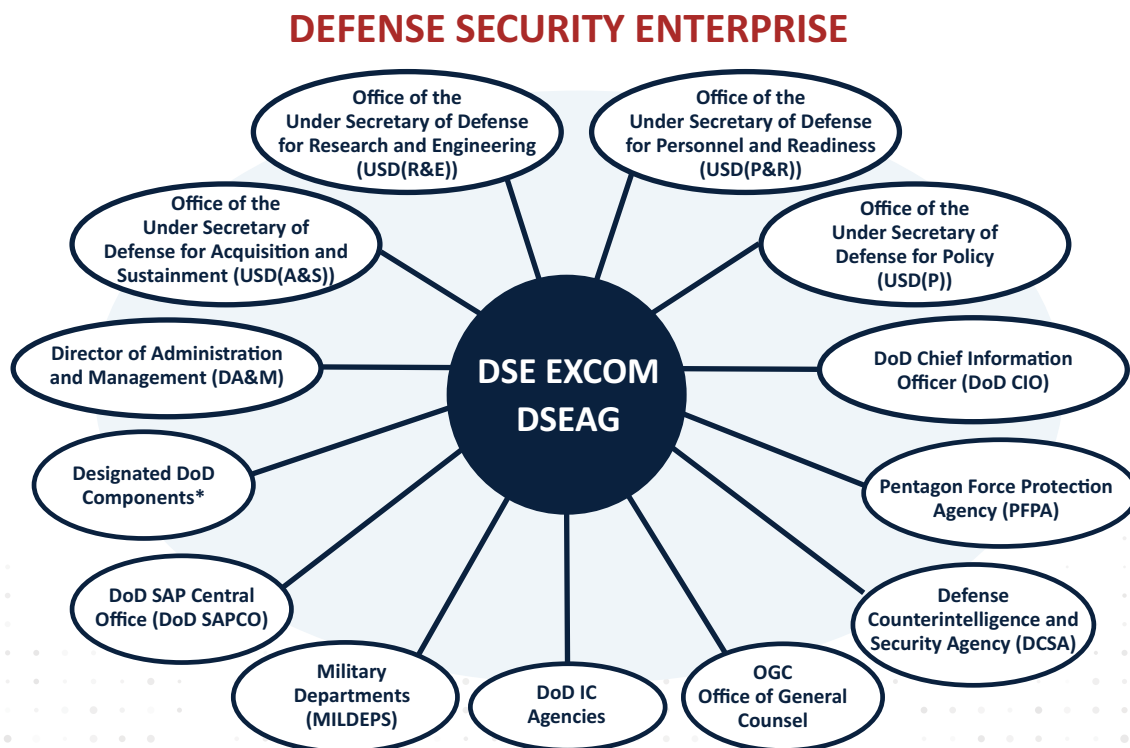 DEFENSE SECURITY ENTERPRISE
Office of the
Under Secretary of Defense
for Research and Engineering
(USD(R&E))
Office of the
Under Secretary of Defense
for Personnel and Readiness
(USD(P&R))
Office of the
Under Secretary of
Defense for Acquisition and
Sustainment (USD(A&S))
Office of the
Under Secretary of
Defense for Policy
(USD(P))
Director of Administration
and Management (DA&M)
DSE EXCOM
DSEAG
DoD Chief Information
Officer (DoD CIO)
Designated DoD
Components*
Pentagon Force Protection
Agency (PFPA)
DoD SAP Central
Office (DoD SAPCO)
Defense
Counterintelligence and
Security Agency (DCSA)
Military
Departments
(MILDEPS)
DoD IC
Agencies
OGC
Office of General
Counsel